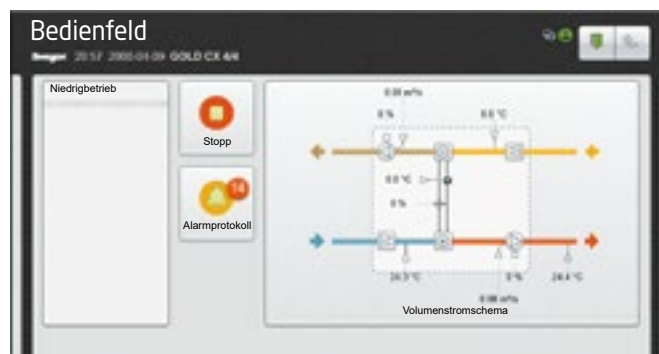 Bedienfeld
20:57 2000-04-09 GOLD CX 4/4
Niedrigbetrieb
Stopp
14
Alarmprotokoll
0.00 m³/s
0 %
0.0 °C
0.0 °C
0 %
24.3 °C
0 %
24.4 °C
0.00 m³/s
Volumenstromschema